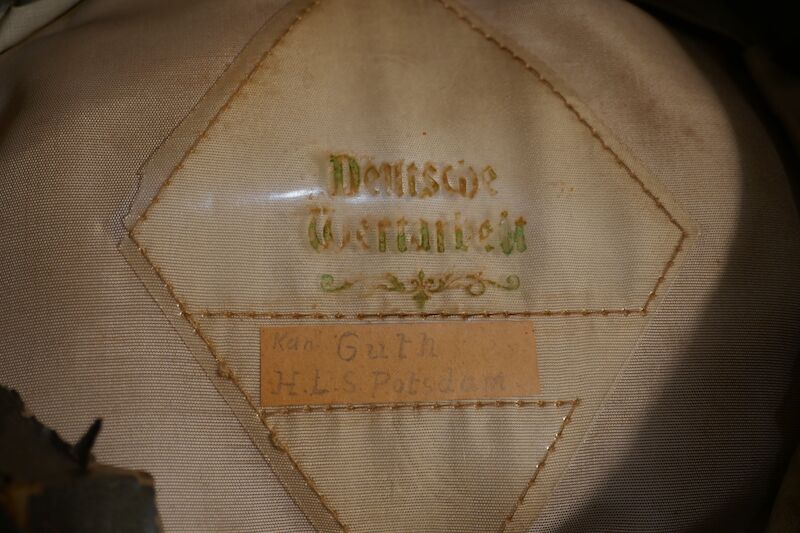 Deutsche
Wertarbeit
Kan Guth
H.L.S. Potsdam